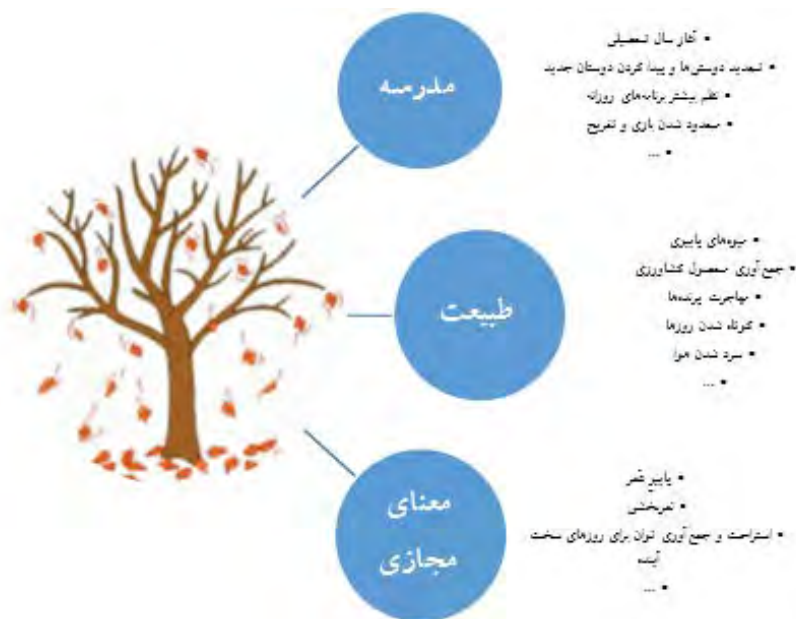 مدرسه
▪ آغاز سال تحصیلی
▪ تجدید دوستی‌ها و پیدا کردن دوستان جدید
▪ نظم بیشتر برنامه‌های روزانه
▪ محدود شدن بازی و تفریح
▪ ...
طبیعت
▪ میوه‌های پاییزی
▪ جمع‌آوری محصول کشاورزی
▪ مهاجرت پرنده‌ها
▪ کوتاه شدن روزها
▪ سرد شدن هوا
▪ ...
معنای
مجازی
▪ پاییز عمر
▪ ثمربخشی
▪ استراحت و جمع‌آوری توان برای روزهای سخت
آینده
▪ ...